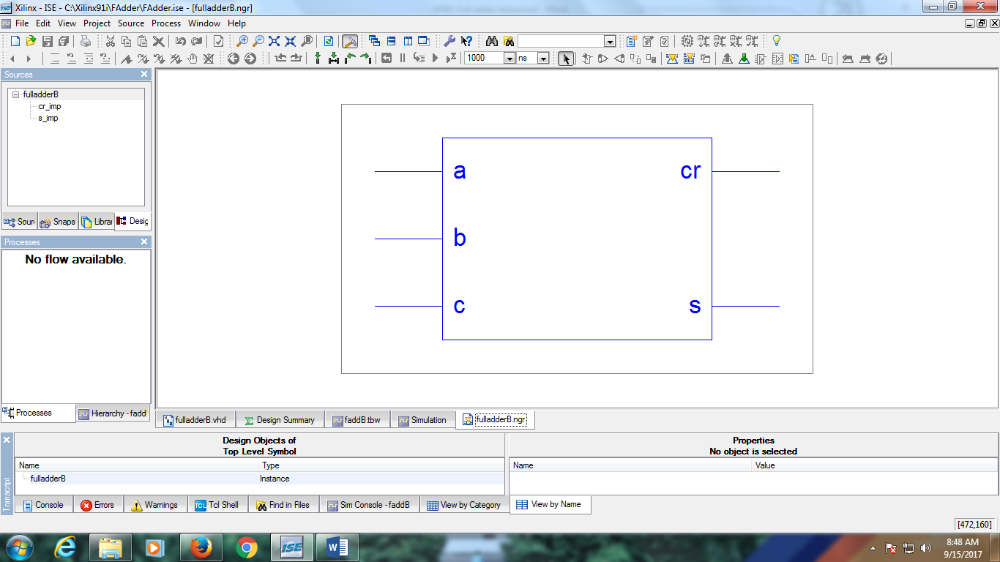 Xilinx - ISE - C:\Xilinx91i\FAdder\FAdder.ise - [fulladderB.ngr]
File Edit View Project Source Process Window Help
1000 ns
Sources
fulladderB
cr_imp
s_imp
Sour Snaps Librar Desig
Processes
No flow available.
Processes Hierarchy - fadd
a
cr
b
c
s
fulladderB.vhd Design Summary faddB.tbw Simulation fulladderB.ngr
Transcript
Design Objects of
Top Level Symbol
Name Type
fulladderB Instance
Properties
No object is selected
Name Value
Console Errors Warnings TCL Tcl Shell Find in Files Sim Console - faddB View by Category View by Name
[472,160]
ISE
8:48 AM
9/15/2017